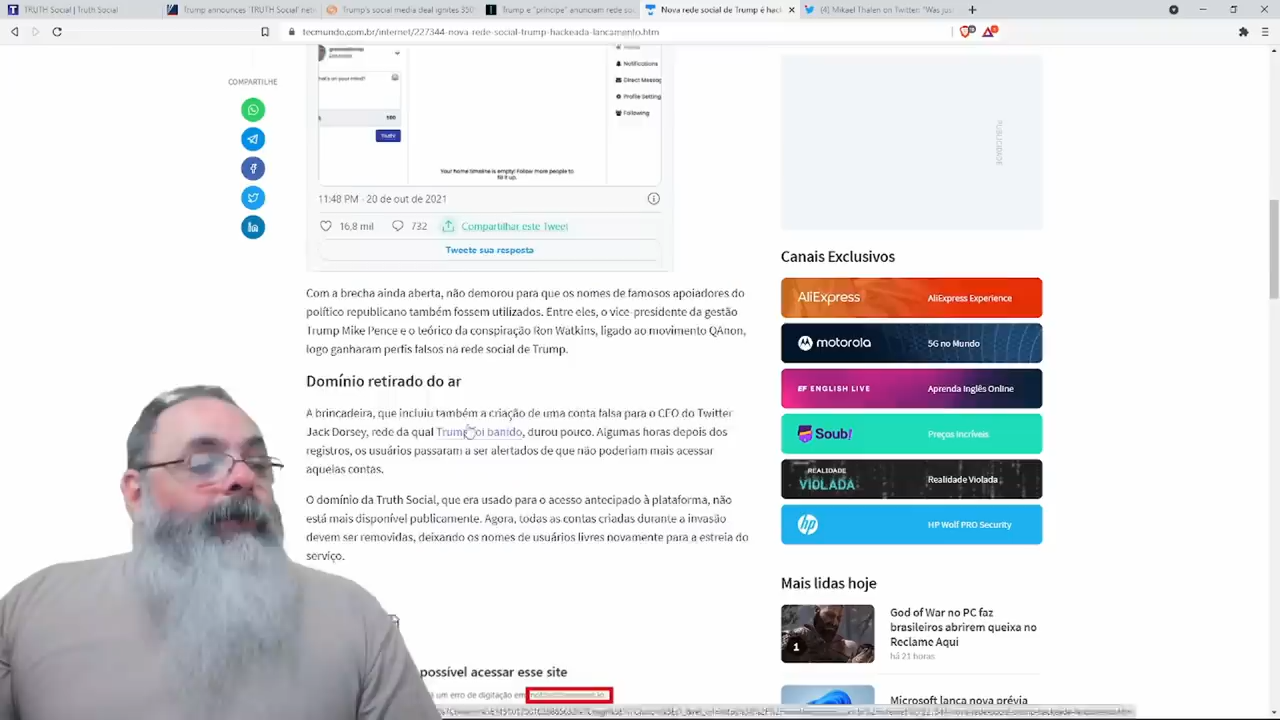 TRUTH Social | Truth Social
Trump announces "TRUTH Social" net
Trump's social media deal ignites 350
Trump e "príncipe" anunciam rede so
Nova rede social de Trump é hac
(4) Mikael Thalen on Twitter: "Was jus
tecmundo.com.br/internet/227344-nova-rede-social-trump-hackeada-lancamento.htm
COMPARTILHE
Notifications
Direct Messag
Profile Setting
Following
what's on your mind?
500
Your home timeline is empty! Follow more people to
fill it up.
11:48 PM · 20 de out de 2021
16,8 mil
732
Compartilhar este Tweet
Tweete sua resposta
Com a brecha ainda aberta, não demorou para que os nomes de famosos apoiadores do
político republicano também fossem utilizados. Entre eles, o vice-presidente da gestão
Trump Mike Pence e o teórico da conspiração Ron Watkins, ligado ao movimento QAnon,
logo ganharam perfis falsos na rede social de Trump.
Domínio retirado do ar
A brincadeira, que incluiu também a criação de uma conta falsa para o CEO do Twitter
Jack Dorsey, rede da qual Trump foi banido, durou pouco. Algumas horas depois dos
registros, os usuários passaram a ser alertados de que não poderiam mais acessar
aquelas contas.
O domínio da Truth Social, que era usado para o acesso antecipado à plataforma, não
está mais disponível publicamente. Agora, todas as contas criadas durante a invasão
devem ser removidas, deixando os nomes de usuários livres novamente para a estreia do
serviço.
possível acessar esse site
um erro de digitação em
PUBLICIDADE
Canais Exclusivos
AliExpress
AliExpress Experience
motorola
5G no Mundo
EF ENGLISH LIVE
Aprenda Inglês Online
Soub!
Preços Incríveis
REALIDADE
VIOLADA
Realidade Violada
hp
HP Wolf PRO Security
Mais lidas hoje
1
God of War no PC faz
brasileiros abrirem queixa no
Reclame Aqui
há 21 horas
Microsoft lança nova prévia